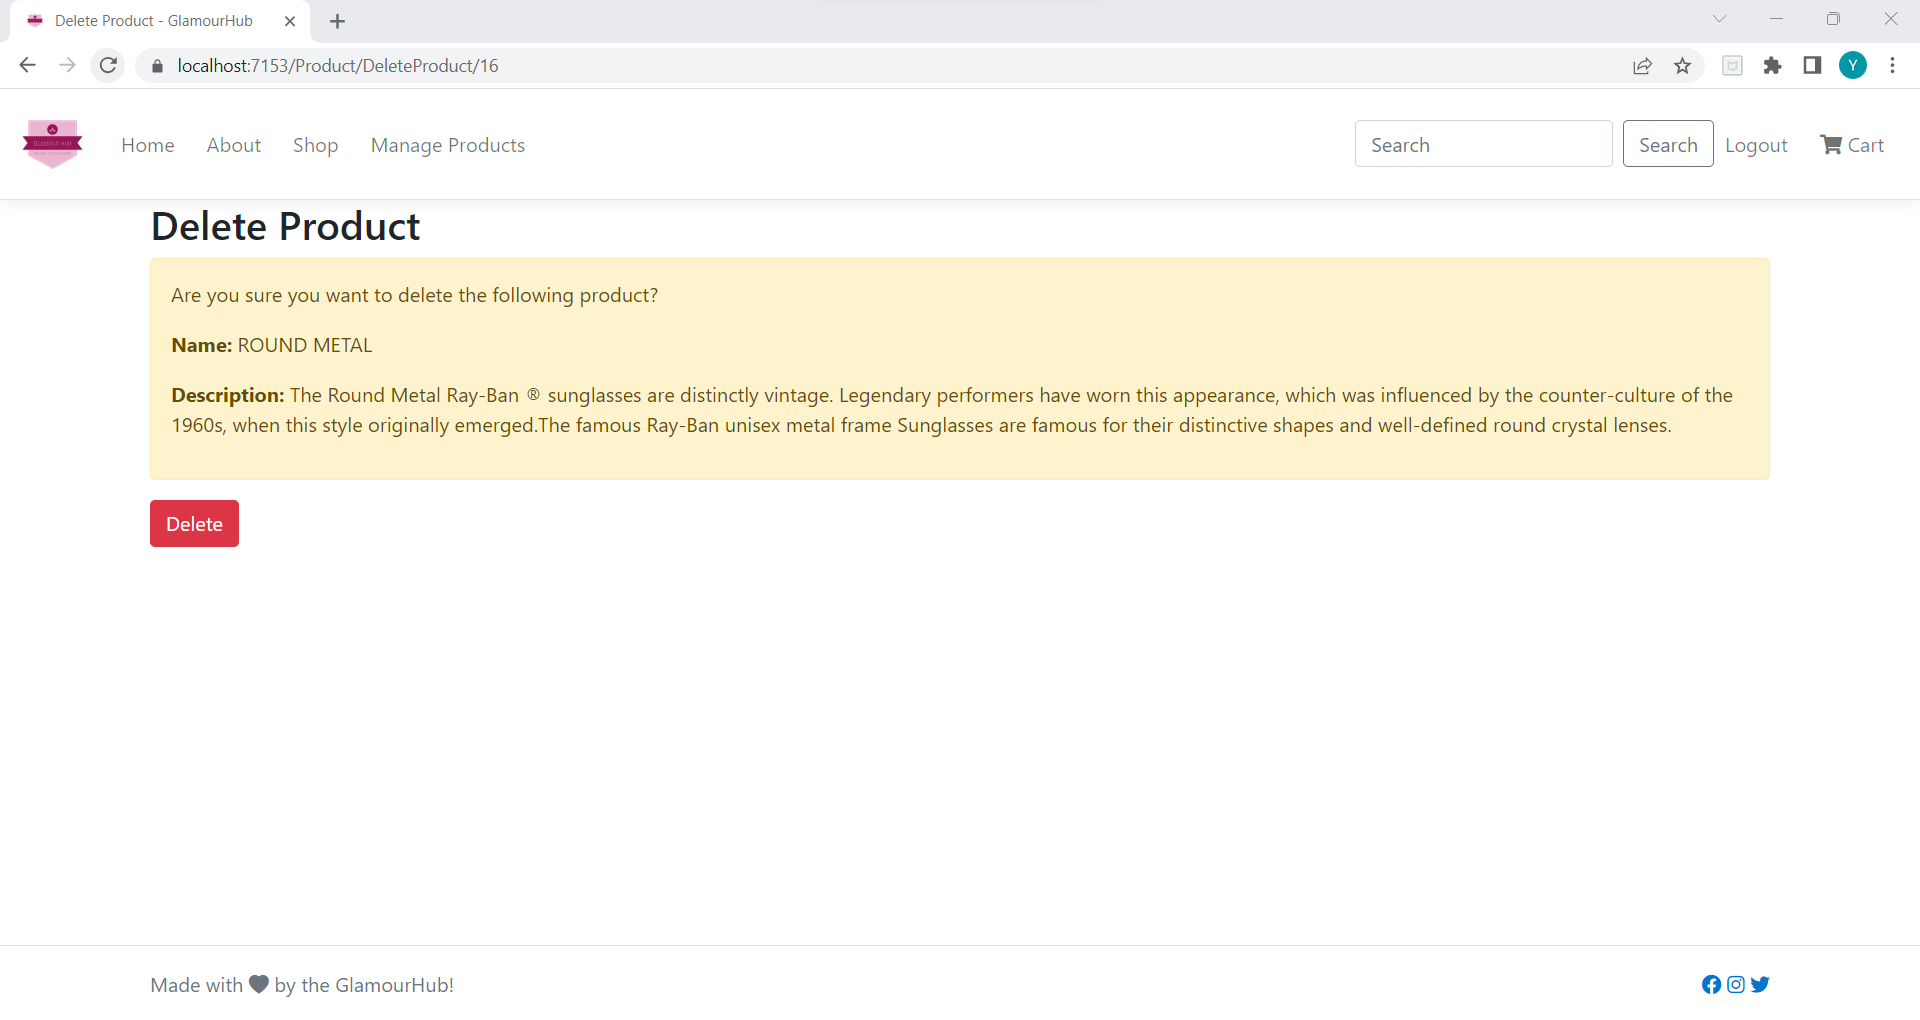 Delete Product - GlamourHub
localhost:7153/Product/DeleteProduct/16
Y
GLAMOUR HUB
Home
About
Shop
Manage Products
Search
Search
Logout
Cart
Delete Product
Are you sure you want to delete the following product?
Name: ROUND METAL
Description: The Round Metal Ray-Ban ® sunglasses are distinctly vintage. Legendary performers have worn this appearance, which was influenced by the counter-culture of the
1960s, when this style originally emerged.The famous Ray-Ban unisex metal frame Sunglasses are famous for their distinctive shapes and well-defined round crystal lenses.
Delete
Made with 🖤 by the GlamourHub!